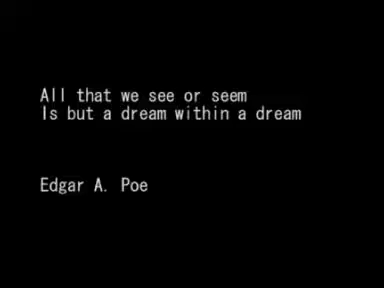 All that we see or seem
Is but a dream within a dream
Edgar A. Poe